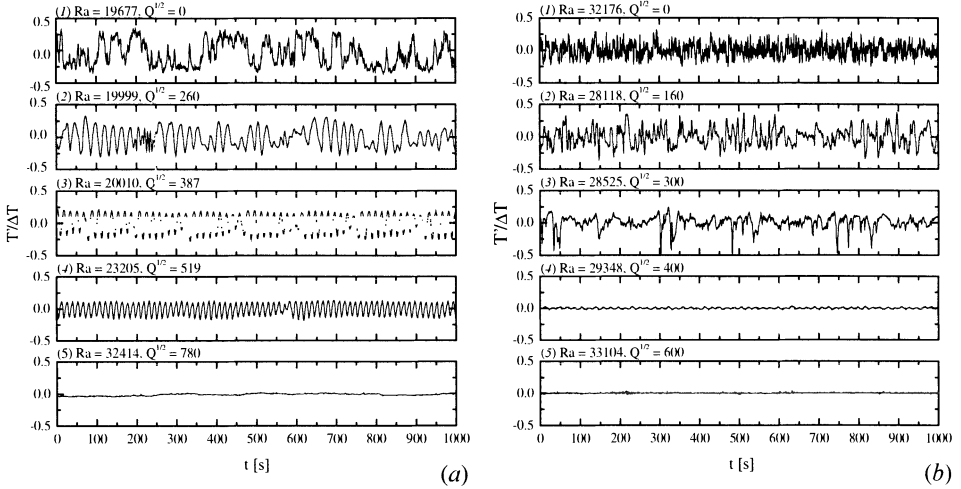 (1) Ra = 19677, Q^1/2 = 0
0.5
0.0
-0.5
(2) Ra = 19999, Q^1/2 = 260
0.5
0.0
-0.5
(3) Ra = 20010, Q^1/2 = 387
0.5
0.0
-0.5
(4) Ra = 23205, Q^1/2 = 519
0.5
0.0
-0.5
(5) Ra = 32414, Q^1/2 = 780
0.5
0.0
-0.5
T'/ΔT
0 100 200 300 400 500 600 700 800 900 1000
t [s]
(a)
(1) Ra = 32176, Q^1/2 = 0
0.5
0.0
-0.5
(2) Ra = 28118, Q^1/2 = 160
0.5
0.0
-0.5
(3) Ra = 28525, Q^1/2 = 300
0.5
0.0
-0.5
(4) Ra = 29348, Q^1/2 = 400
0.5
0.0
-0.5
(5) Ra = 33104, Q^1/2 = 600
0.5
0.0
-0.5
T'/ΔT
0 100 200 300 400 500 600 700 800 900 1000
t [s]
(b)